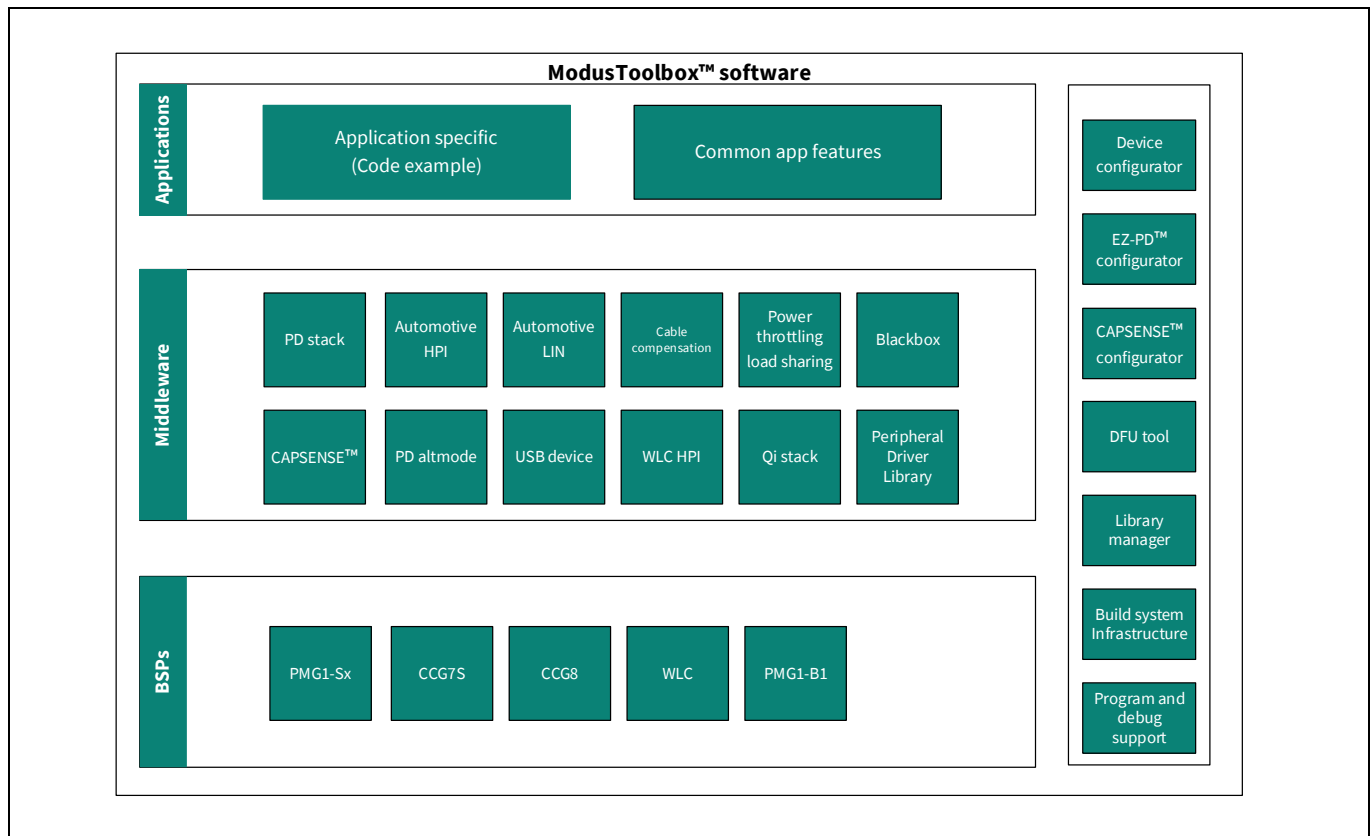 ModusToolbox™ software
Applications
Application specific
(Code example)
Common app features
Middleware
PD stack
Automotive
HPI
Automotive
LIN
Cable
compensation
Power
throttling
load sharing
Blackbox
CAPSENSE™
PD altmode
USB device
WLC HPI
Qi stack
Peripheral
Driver
Library
BSPs
PMG1-Sx
CCG7S
CCG8
WLC
PMG1-B1
Device
configurator
EZ-PD™
configurator
CAPSENSE™
configurator
DFU tool
Library
manager
Build system
Infrastructure
Program and
debug
support